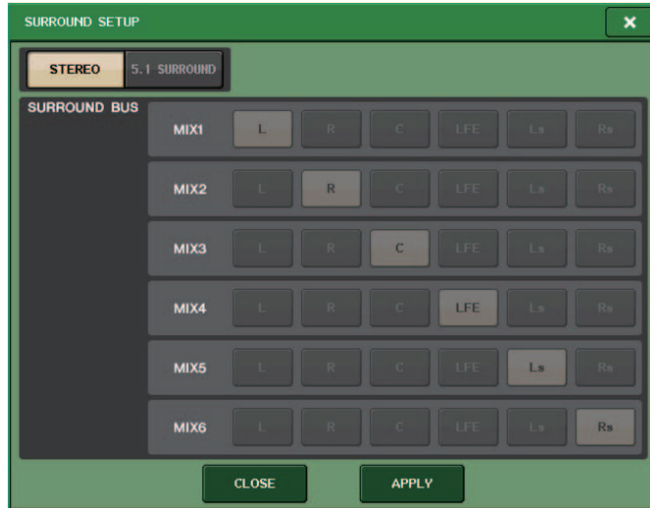 SURROUND SETUP
STEREO 5.1 SURROUND
SURROUND BUS
MIX1 L R C LFE Ls Rs
MIX2 L R C LFE Ls Rs
MIX3 L R C LFE Ls Rs
MIX4 L R C LFE Ls Rs
MIX5 L R C LFE Ls Rs
MIX6 L R C LFE Ls Rs
CLOSE APPLY